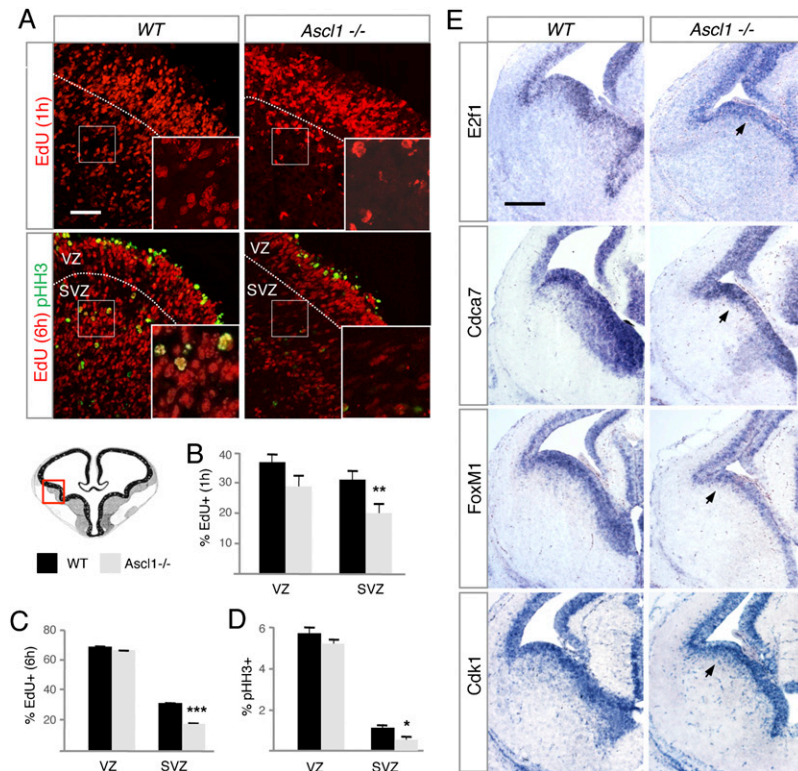 A
WT
Ascl1 -/-
EdU (1h)
EdU (6h) pHH3
VZ
SVZ
WT
Ascl1-/-
B
% EdU+ (1h)
40
30
20
10
**
VZ
SVZ
C
% EdU+ (6h)
80
60
40
20
***
VZ
SVZ
D
% pHH3+
6
4
2
*
VZ
SVZ
E
WT
Ascl1 -/-
E2f1
Cdca7
FoxM1
Cdk1